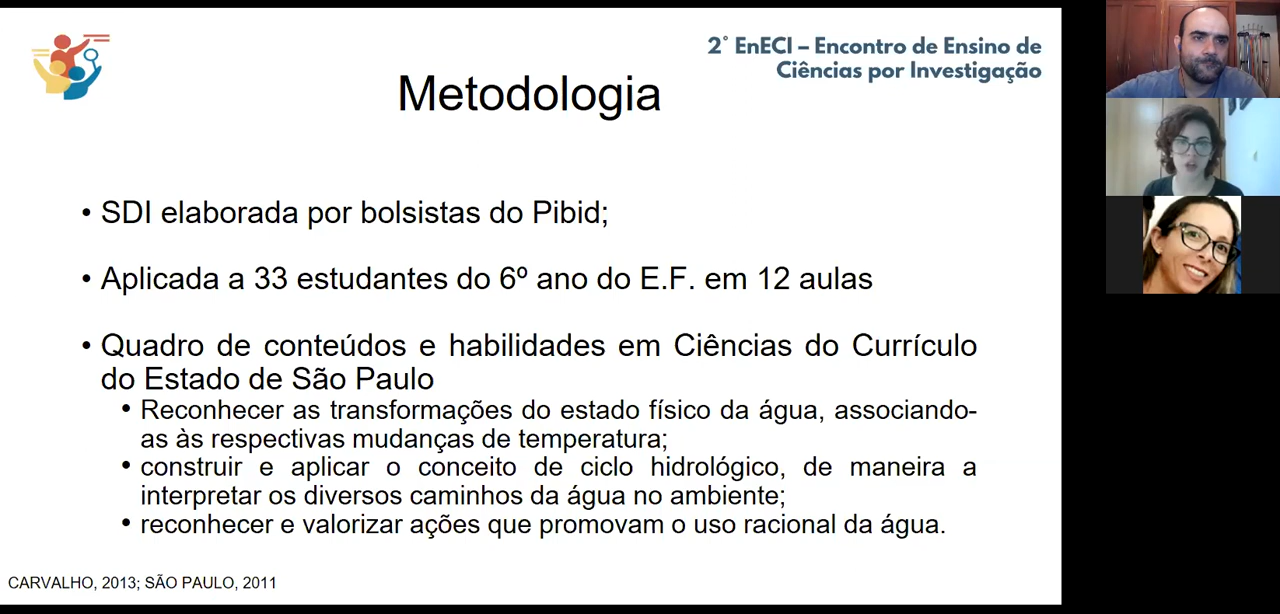 2° EnECI – Encontro de Ensino de
Ciências por Investigação
Metodologia
• SDI elaborada por bolsistas do Pibid;
• Aplicada a 33 estudantes do 6º ano do E.F. em 12 aulas
• Quadro de conteúdos e habilidades em Ciências do Currículo
do Estado de São Paulo
• Reconhecer as transformações do estado físico da água, associando-
as às respectivas mudanças de temperatura;
• construir e aplicar o conceito de ciclo hidrológico, de maneira a
interpretar os diversos caminhos da água no ambiente;
• reconhecer e valorizar ações que promovam o uso racional da água.
CARVALHO, 2013; SÃO PAULO, 2011